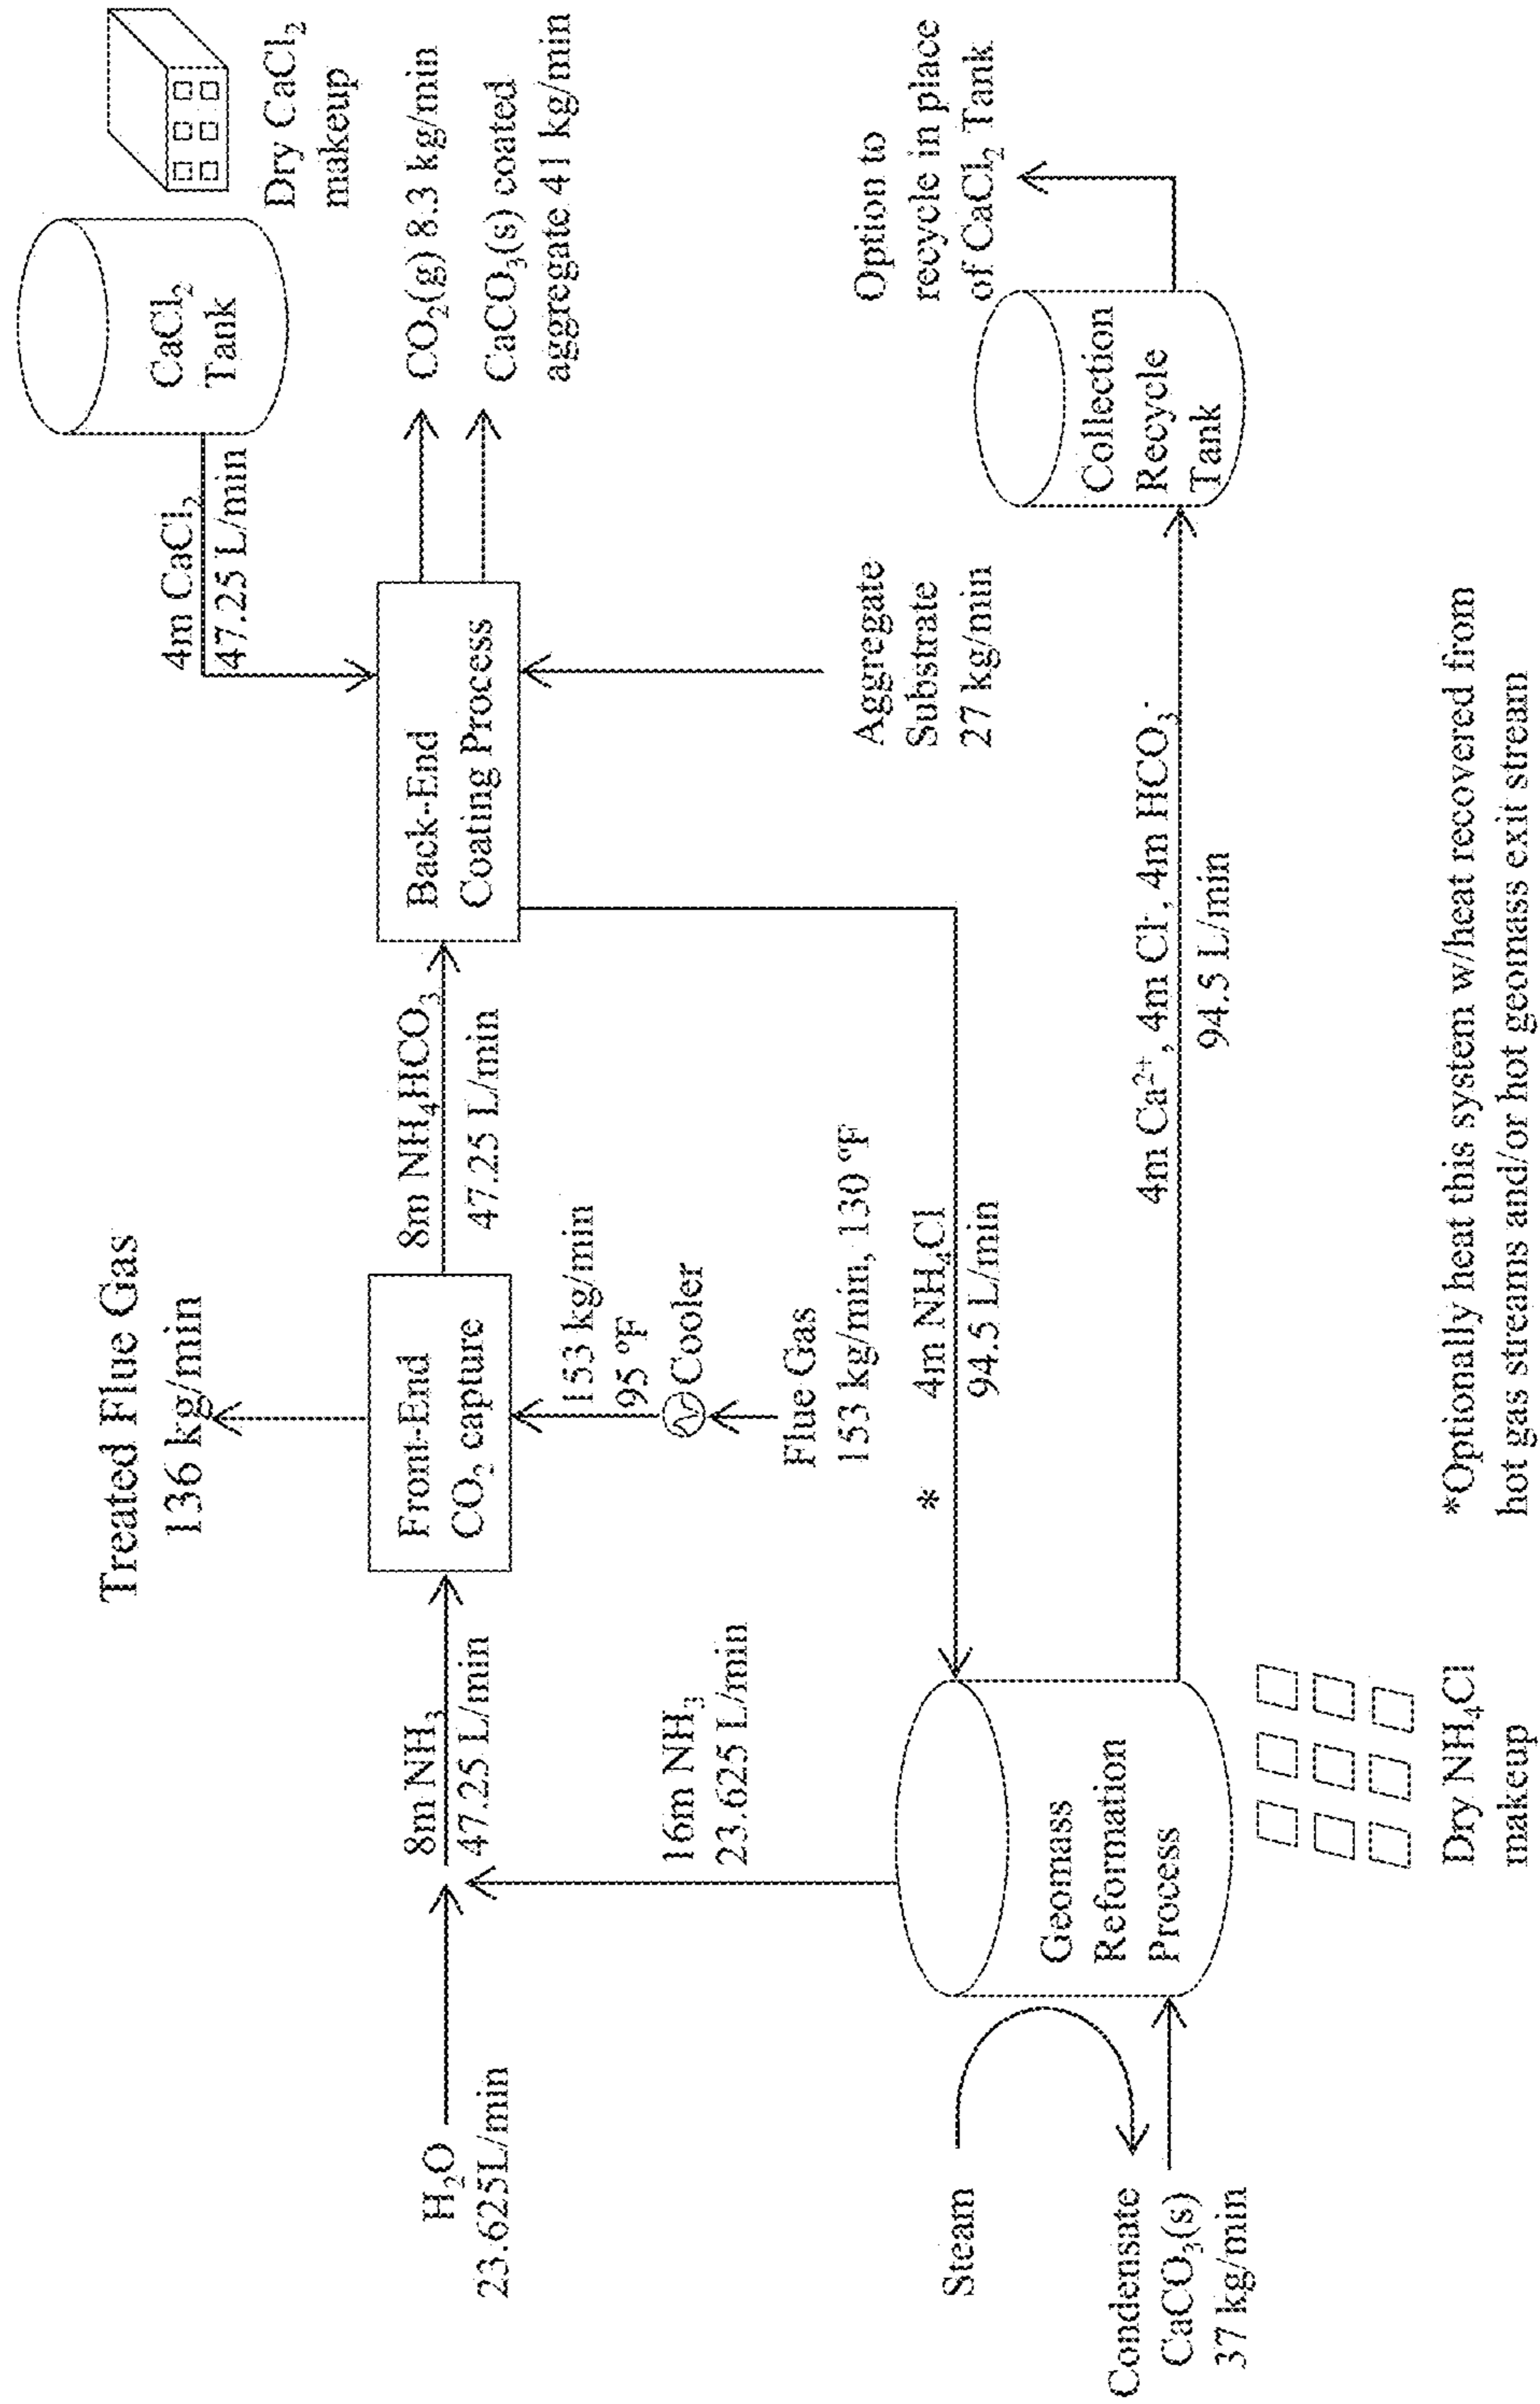 Treated Flue Gas
136 kg/min
4m CaCl₂
47.25 L/min
CaCl₂
Tank
Dry CaCl₂
makeup
H₂O
23.625L/min
8m NH₃
47.25 L/min
Front-End
CO₂ capture
8m NH₄HCO₃
47.25 L/min
Back-End
Coating Process
CO₂(g) 8.3 kg/min
CaCO₃(s) coated
aggregate 41 kg/min
16m NH₃
23.625 L/min
153 kg/min
95 ºF
Cooler
Flue Gas
153 kg/min, 130 ºF
Aggregate
Substrate
27 kg/min
Option to
recycle in place
of CaCl₂ Tank
* 4m NH₄Cl
94.5 L/min
Steam
Condensate
CaCO₃(s)
37 kg/min
Geomass
Reformation
Process
4m Ca²⁺, 4m Cl⁻, 4m HCO₃⁻
94.5 L/min
Collection
Recycle
Tank
Dry NH₄Cl
makeup
*Optionally heat this system w/heat recovered from
hot gas streams and/or hot geomass exit stream